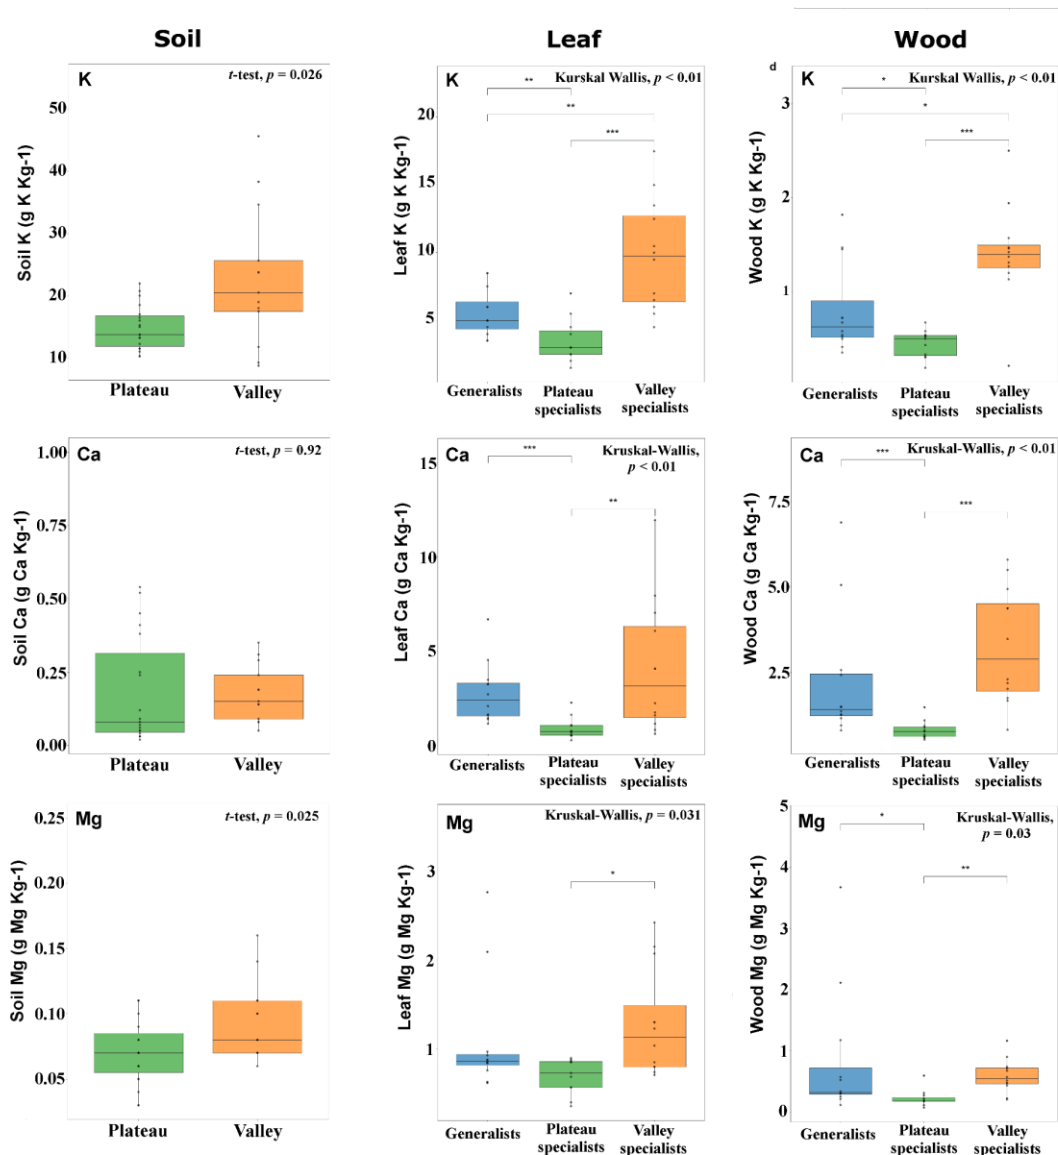 Soil
Leaf
Wood
K
t-test, p = 0.026
Soil K (g K Kg-1)
50
40
30
20
10
Plateau
Valley
K
Kurskal Wallis, p < 0.01
**
**
***
Leaf K (g K Kg-1)
20
15
10
5
Generalists
Plateau
specialists
Valley
specialists
d
K
Kurskal Wallis, p < 0.01
*
*
***
Wood K (g K Kg-1)
3
2
1
Generalists
Plateau
specialists
Valley
specialists
Ca
t-test, p = 0.92
Soil Ca (g Ca Kg-1)
1.00
0.75
0.50
0.25
0.00
Plateau
Valley
Ca
Kruskal-Wallis,
p < 0.01
***
**
Leaf Ca (g Ca Kg-1)
15
10
5
0
Generalists
Plateau
specialists
Valley
specialists
Ca
Kruskal-Wallis, p < 0.01
***
***
Wood Ca (g Ca Kg-1)
7.5
5.0
2.5
Generalists
Plateau
specialists
Valley
specialists
Mg
t-test, p = 0.025
Soil Mg (g Mg Kg-1)
0.25
0.20
0.15
0.10
0.05
Plateau
Valley
Mg
Kruskal-Wallis, p = 0.031
*
Leaf Mg (g Mg Kg-1)
3
2
1
Generalists
Plateau
specialists
Valley
specialists
Mg
Kruskal-Wallis,
p = 0.03
*
**
Wood Mg (g Mg Kg-1)
5
4
3
2
1
0
Generalists
Plateau
specialists
Valley
specialists